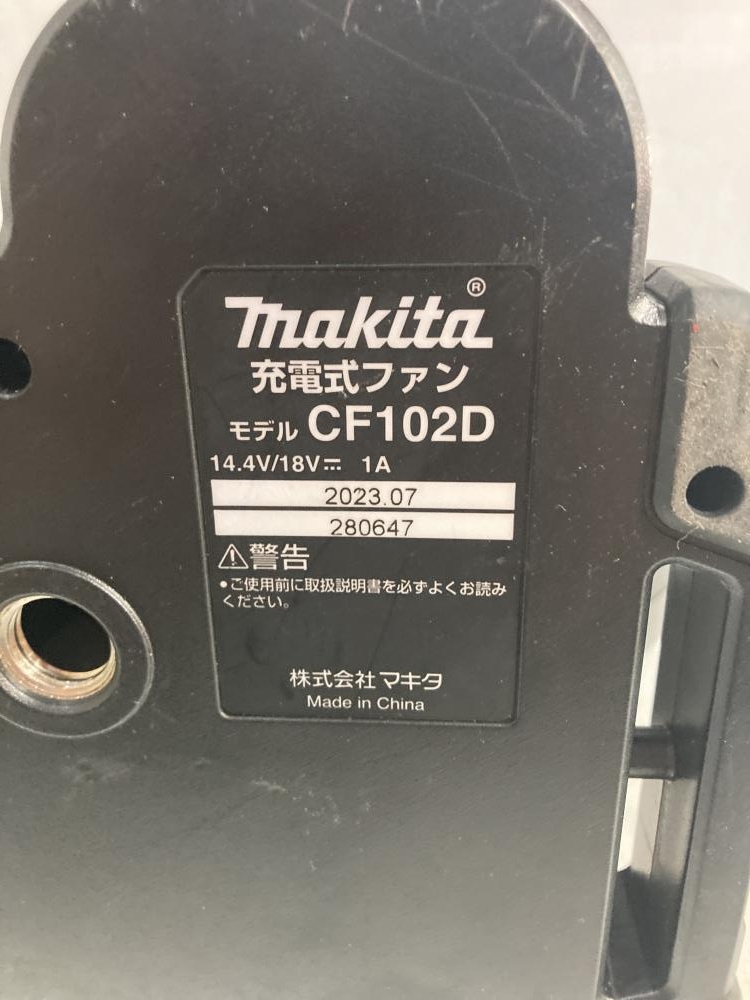 makita®
充電式ファン
モデル CF102D
14.4V/18V⎓ 1A
2023.07
280647
⚠警告
●ご使用前に取扱説明書を必ずよくお読み
ください。
株式会社マキタ
Made in China